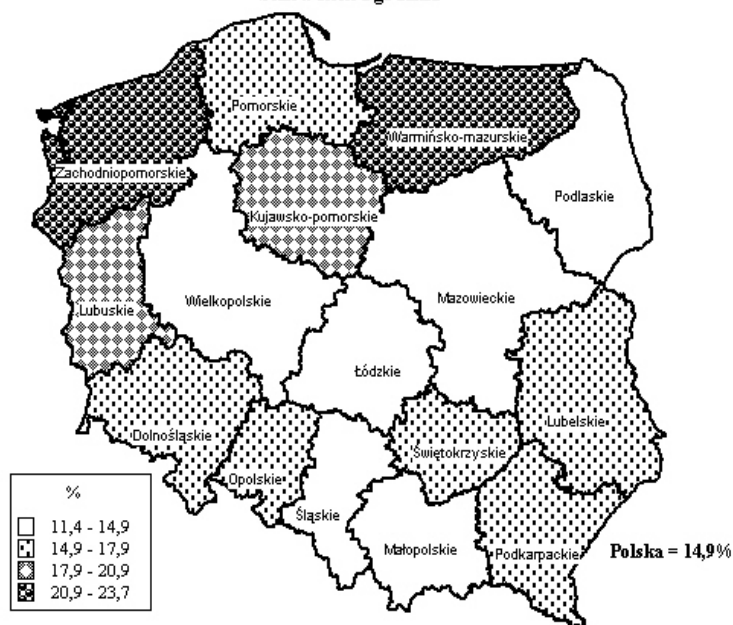 Pomorskie
Warmińsko-mazurskie
Zachodniopomorskie
Podlaskie
Kujawsko-pomorskie
Mazowieckie
Wielkopolskie
Lubuskie
Łódzkie
Lubelskie
Dolnośląskie
Świętokrzyskie
Opolskie
Śląskie
Małopolskie
Podkarpackie
Polska = 14,9%
%
11,4 - 14,9
14,9 - 17,9
17,9 - 20,9
20,9 - 23,7